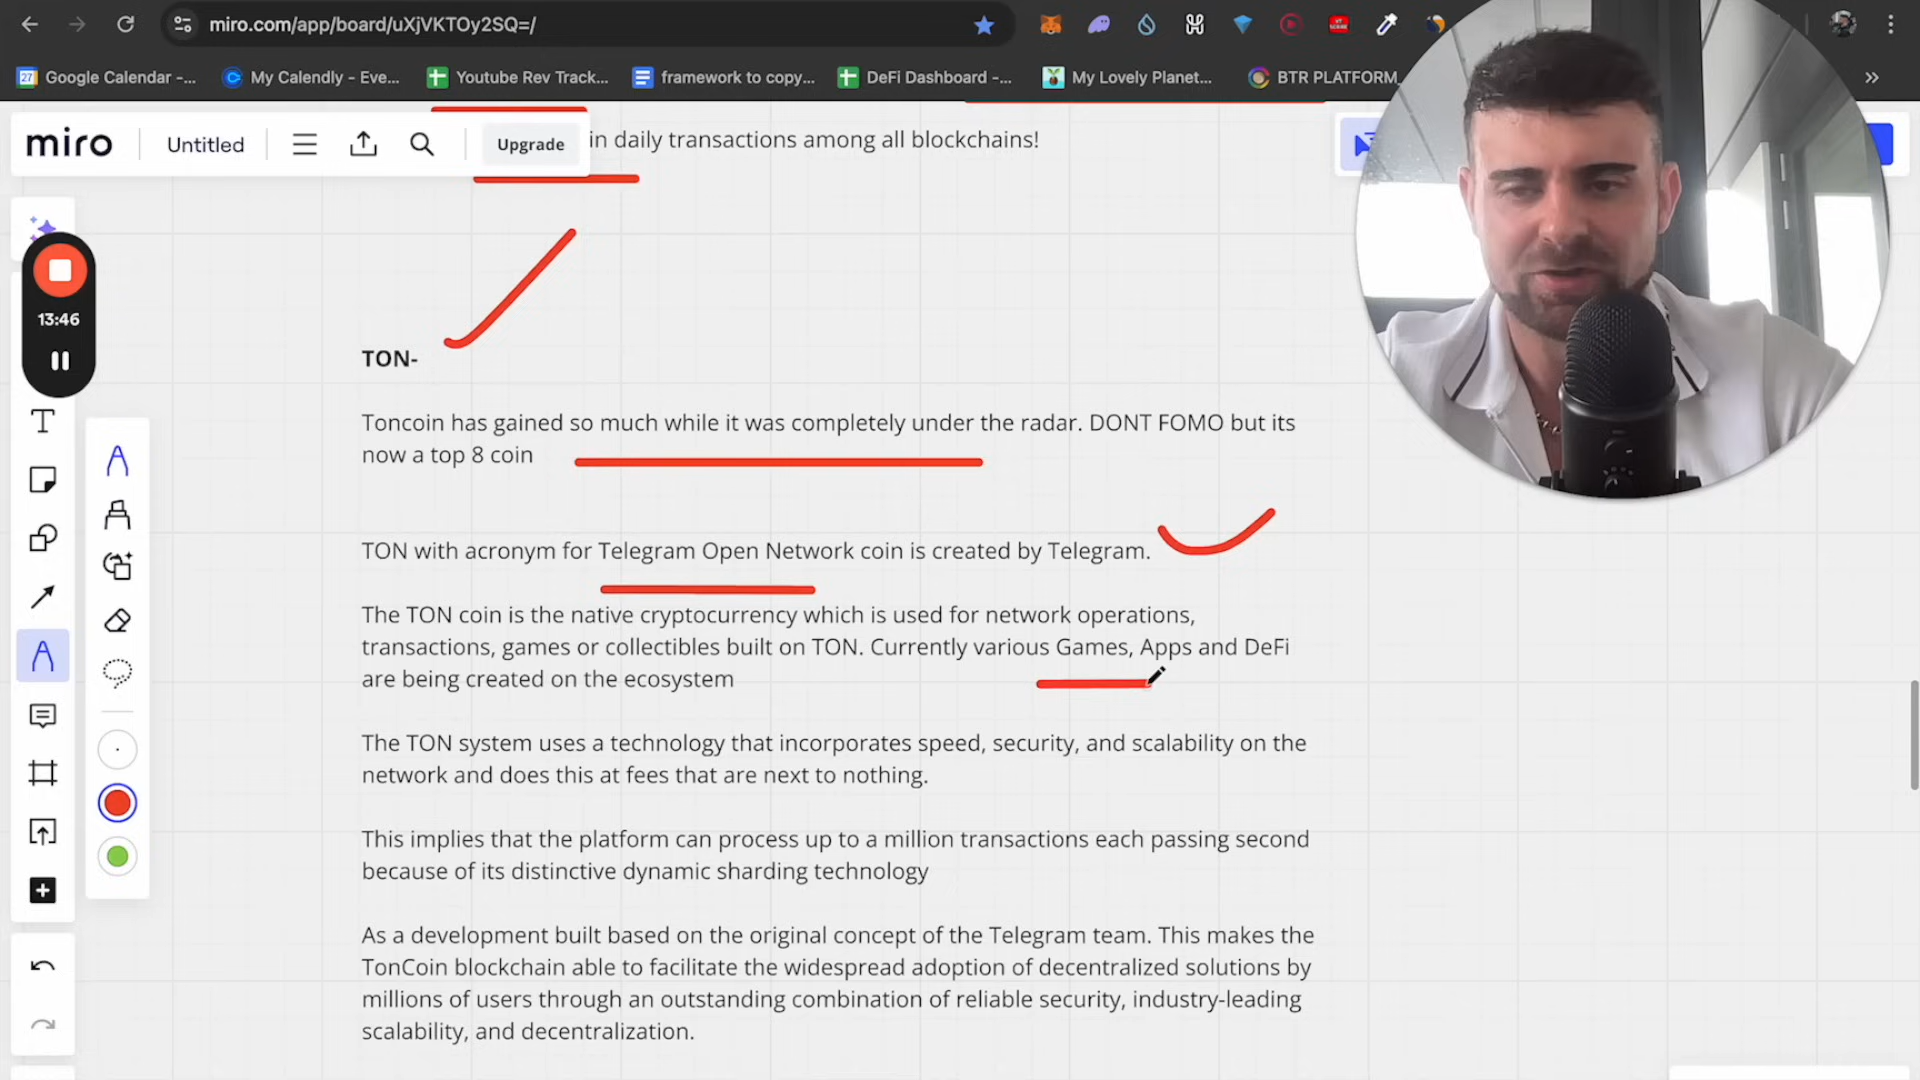 miro.com/app/board/uXjVKTOy2SQ=/
27 Google Calendar -... My Calendly - Eve... Youtube Rev Track... framework to copy... DeFi Dashboard -... My Lovely Planet... BTR PLATFORM
miro Untitled Upgrade
in daily transactions among all blockchains!
13:46
TON-
Toncoin has gained so much while it was completely under the radar. DONT FOMO but its
now a top 8 coin
TON with acronym for Telegram Open Network coin is created by Telegram.
The TON coin is the native cryptocurrency which is used for network operations,
transactions, games or collectibles built on TON. Currently various Games, Apps and DeFi
are being created on the ecosystem
The TON system uses a technology that incorporates speed, security, and scalability on the
network and does this at fees that are next to nothing.
This implies that the platform can process up to a million transactions each passing second
because of its distinctive dynamic sharding technology
As a development built based on the original concept of the Telegram team. This makes the
TonCoin blockchain able to facilitate the widespread adoption of decentralized solutions by
millions of users through an outstanding combination of reliable security, industry-leading
scalability, and decentralization.